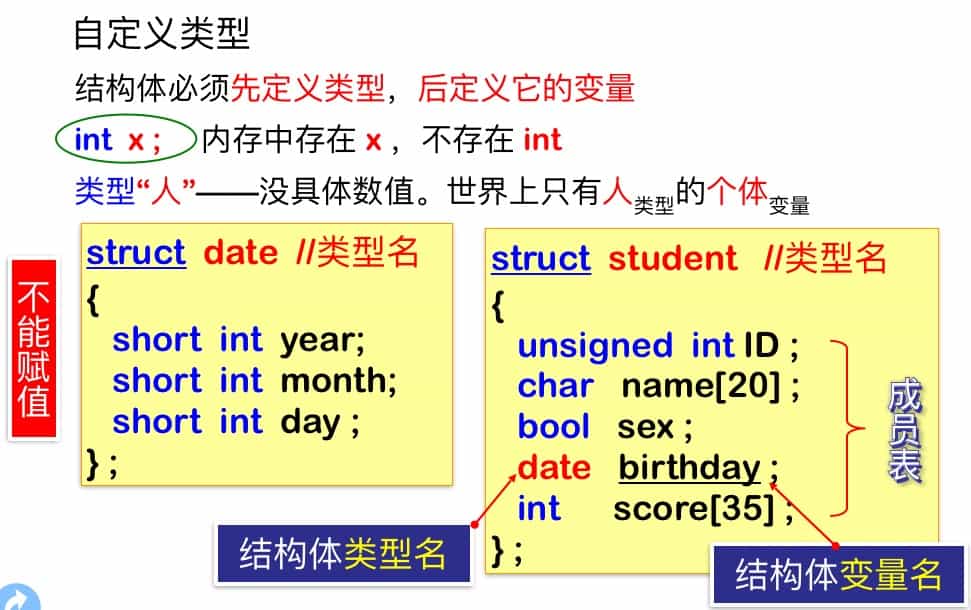 自定义类型
结构体必须先定义类型，后定义它的变量
int x ; 内存中存在 x ，不存在 int
类型“人”——没具体数值。世界上只有人类型的个体变量
不能赋值
struct date //类型名
{
short int year;
short int month;
short int day ;
} ;
struct student //类型名
{
unsigned int ID ;
char name[20] ;
bool sex ;
date birthday ;
int score[35] ;
} ;
成员表
结构体类型名
结构体变量名